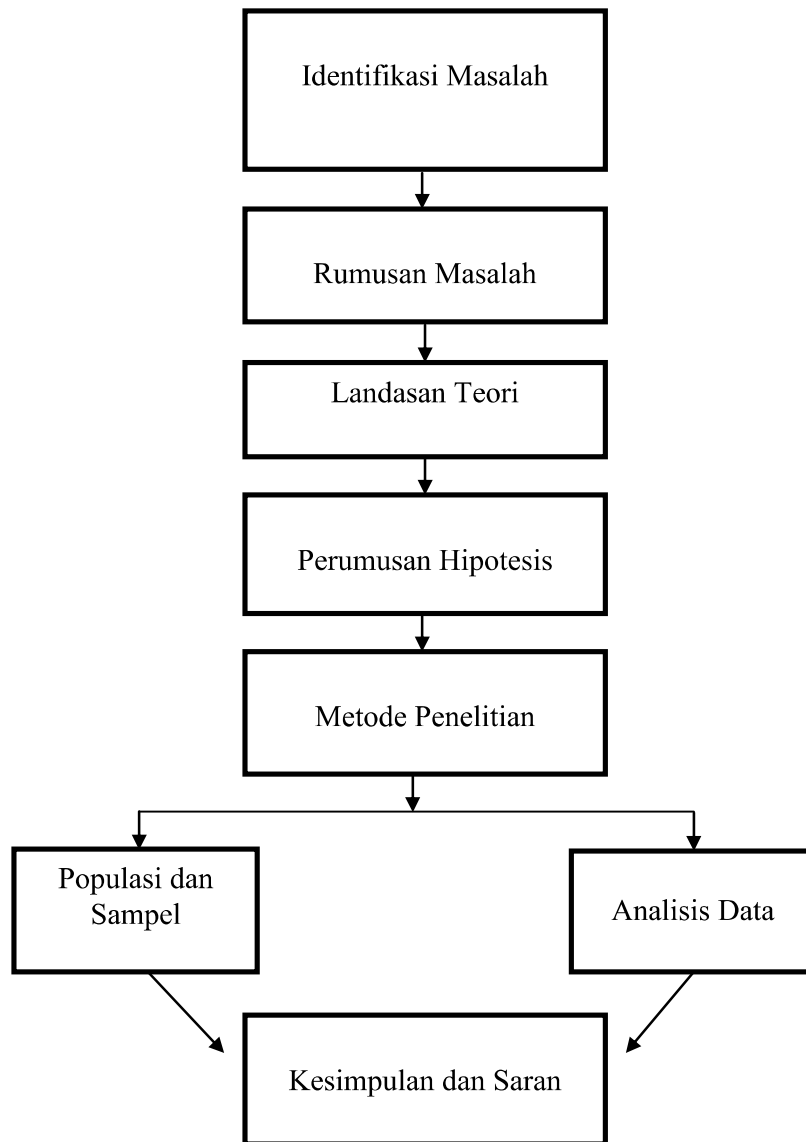 Identifikasi Masalah
Rumusan Masalah
Landasan Teori
Perumusan Hipotesis
Metode Penelitian
Populasi dan
Sampel
Analisis Data
Kesimpulan dan Saran